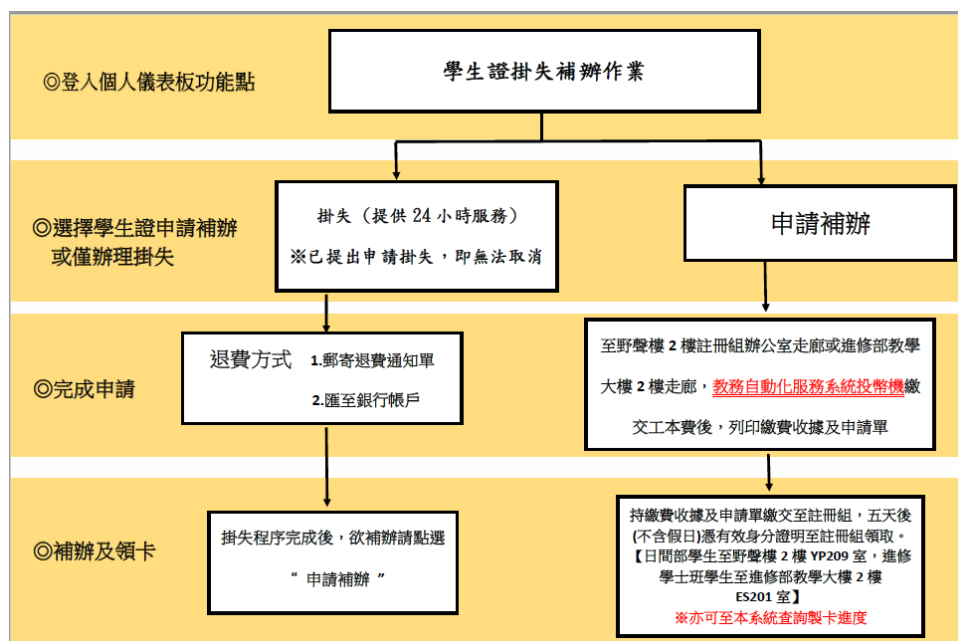 ◎登入個人儀表板功能點
學生證掛失補辦作業
◎選擇學生證申請補辦
或僅辦理掛失
掛失（提供 24 小時服務）
※已提出申請掛失，即無法取消
申請補辦
◎完成申請
退費方式 1.郵寄退費通知單
2.匯至銀行帳戶
至野聲樓 2 樓註冊組辦公室走廊或進修部教學
大樓 2 樓走廊，教務自動化服務系統投幣機繳
交工本費後，列印繳費收據及申請單
◎補辦及領卡
掛失程序完成後，欲補辦請點選
“ 申請補辦 ”
持繳費收據及申請單繳交至註冊組，五天後
(不含假日)憑有效身分證明至註冊組領取。
【日間部學生至野聲樓 2 樓 YP209 室，進修
學士班學生至進修部教學大樓 2 樓
ES201 室】
※亦可至本系統查詢製卡進度